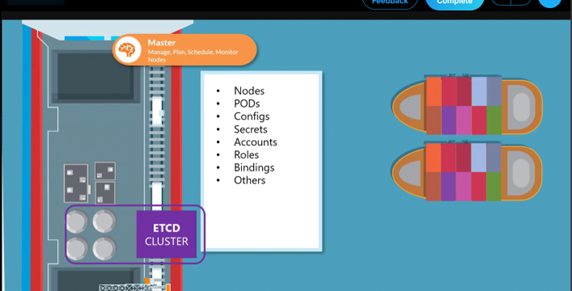 Feedback
Complete
Master
Manage, Plan, Schedule, Monitor
Nodes
• Nodes
• PODs
• Configs
• Secrets
• Accounts
• Roles
• Bindings
• Others
ETCD
CLUSTER